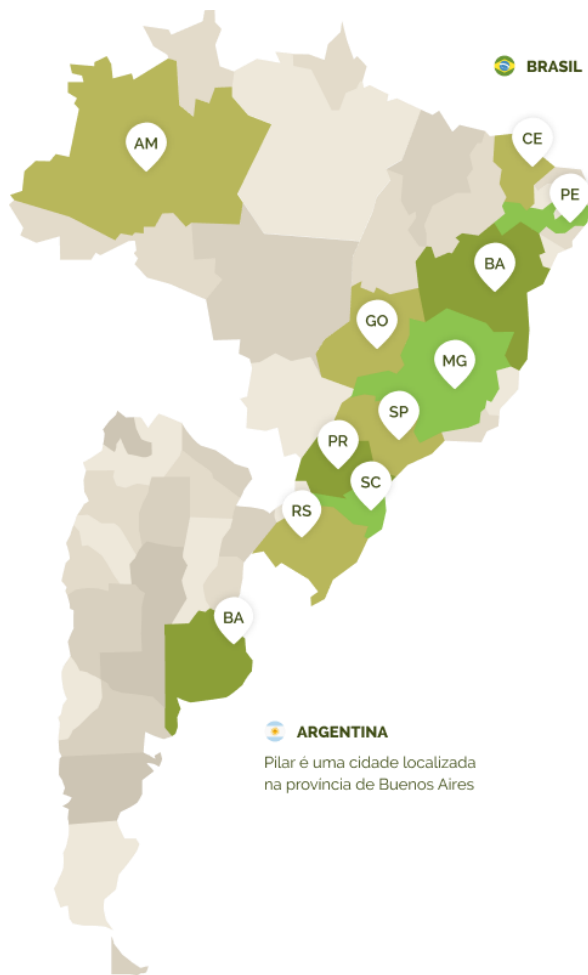 BRASIL
CE
AM
PE
BA
GO
MG
SP
PR
SC
RS
BA
ARGENTINA
Pilar é uma cidade localizada
na província de Buenos Aires